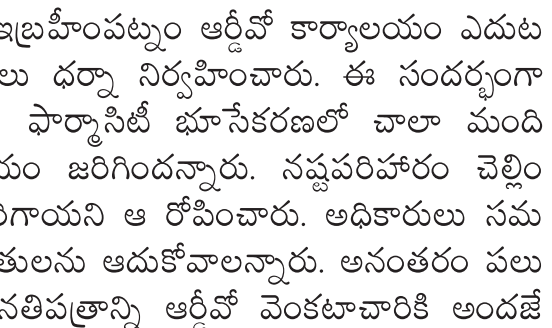 ఇబ్రహీంపట్నం ఆర్డీవో కార్యాలయం ఎదుట
లు ధర్నా నిర్వహించారు. ఈ సందర్భంగా
ఫార్మాసిటీ భూసేకరణలో చాలా మంది
యం జరిగిందన్నారు. నష్టపరిహారం చెల్లిం
రిగాయని ఆ రోపించారు. అధికారులు సమ
తులను ఆదుకోవాలన్నారు. అనంతరం పలు
నతిపత్రాన్ని ఆర్డీవో వెంకటాచారికి అందజే